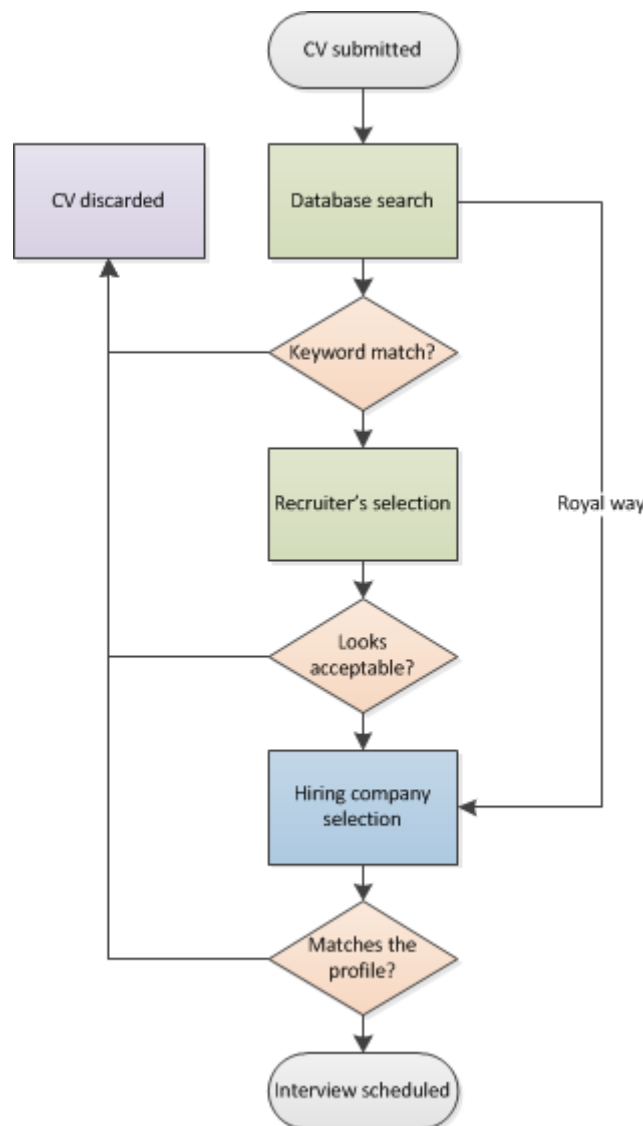 CV submitted
CV discarded
Database search
Keyword match?
Recruiter’s selection
Royal way
Looks
acceptable?
Hiring company
selection
Matches the
profile?
Interview scheduled